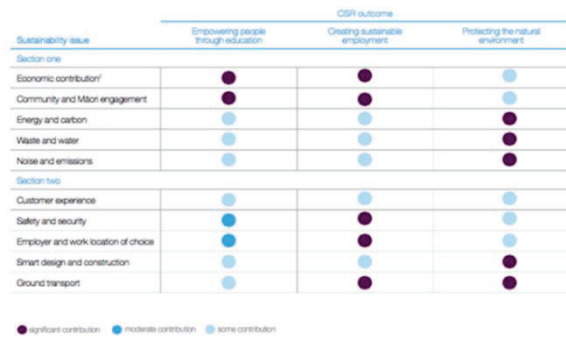 CSR outcome
Sustainability issue
Empowering people through education
Creating sustainable employment
Protecting the natural environment
Section one
Economic contribution²
Community and Māori engagement
Energy and carbon
Waste and water
Noise and emissions
Section two
Customer experience
Safety and security
Employer and work location of choice
Smart design and construction
Ground transport
significant contribution moderate contribution some contribution